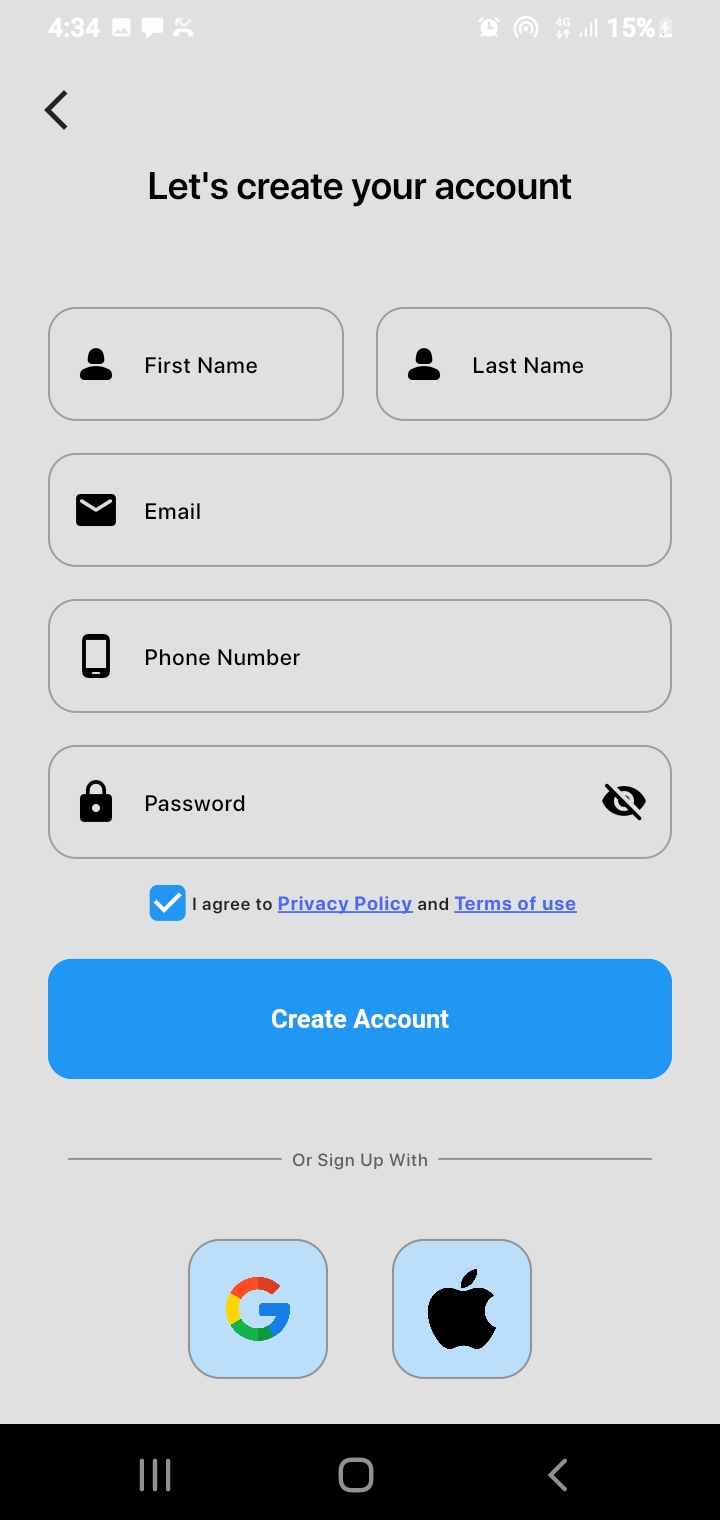 4:34 4G 15%
Let's create your account
First Name Last Name
Email
Phone Number
Password
I agree to Privacy Policy and Terms of use
Create Account
Or Sign Up With